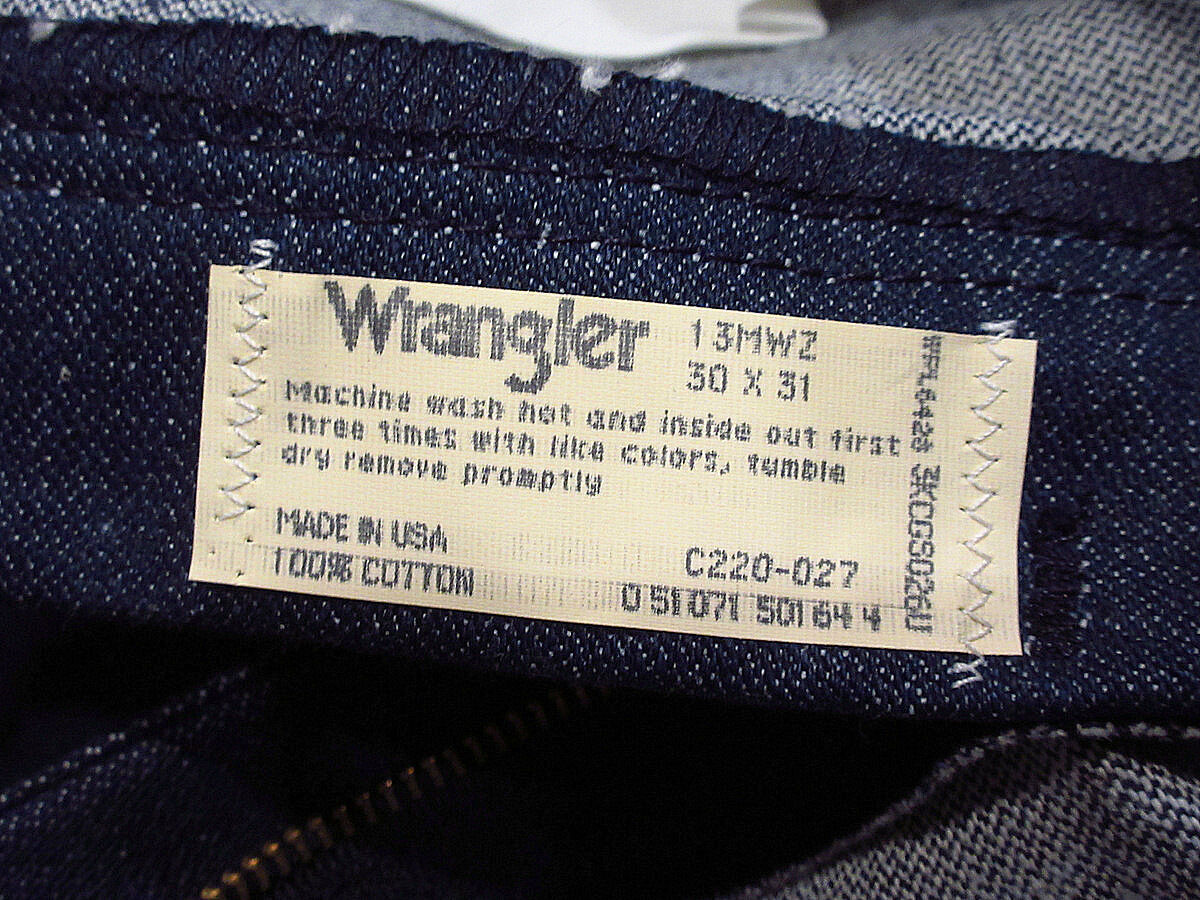 Wrangler
13MWZ
30 X 31
Machine wash hot and inside out first
three times with like colors, tumble
dry remove promptly
MADE IN USA
100% COTTON
C220-027
0 51071 50164 4